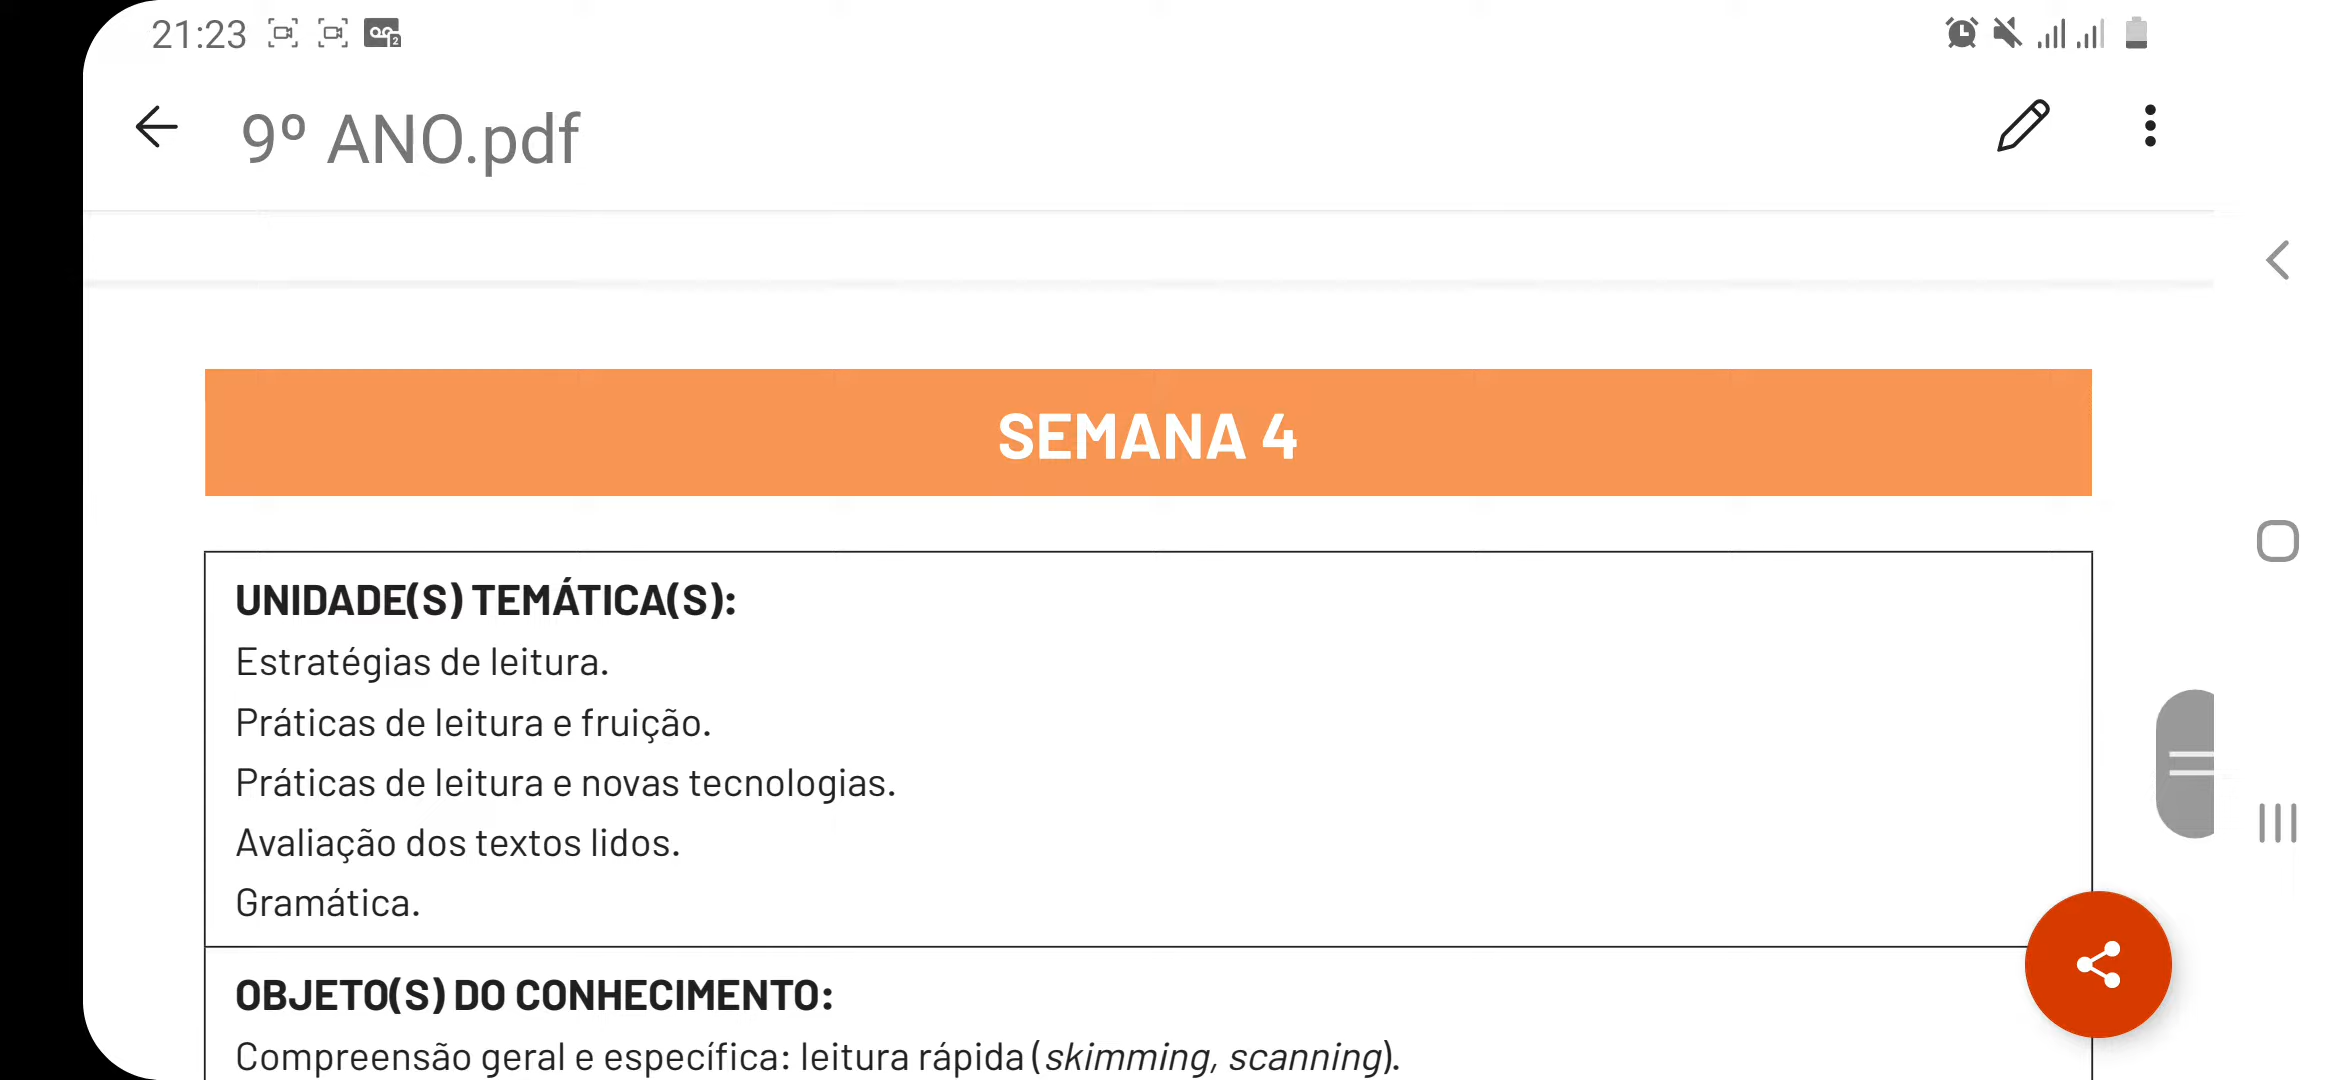 21:23
9º ANO.pdf
SEMANA 4
UNIDADE(S) TEMÁTICA(S):
Estratégias de leitura.
Práticas de leitura e fruição.
Práticas de leitura e novas tecnologias.
Avaliação dos textos lidos.
Gramática.
OBJETO(S) DO CONHECIMENTO:
Compreensão geral e específica: leitura rápida (skimming, scanning).